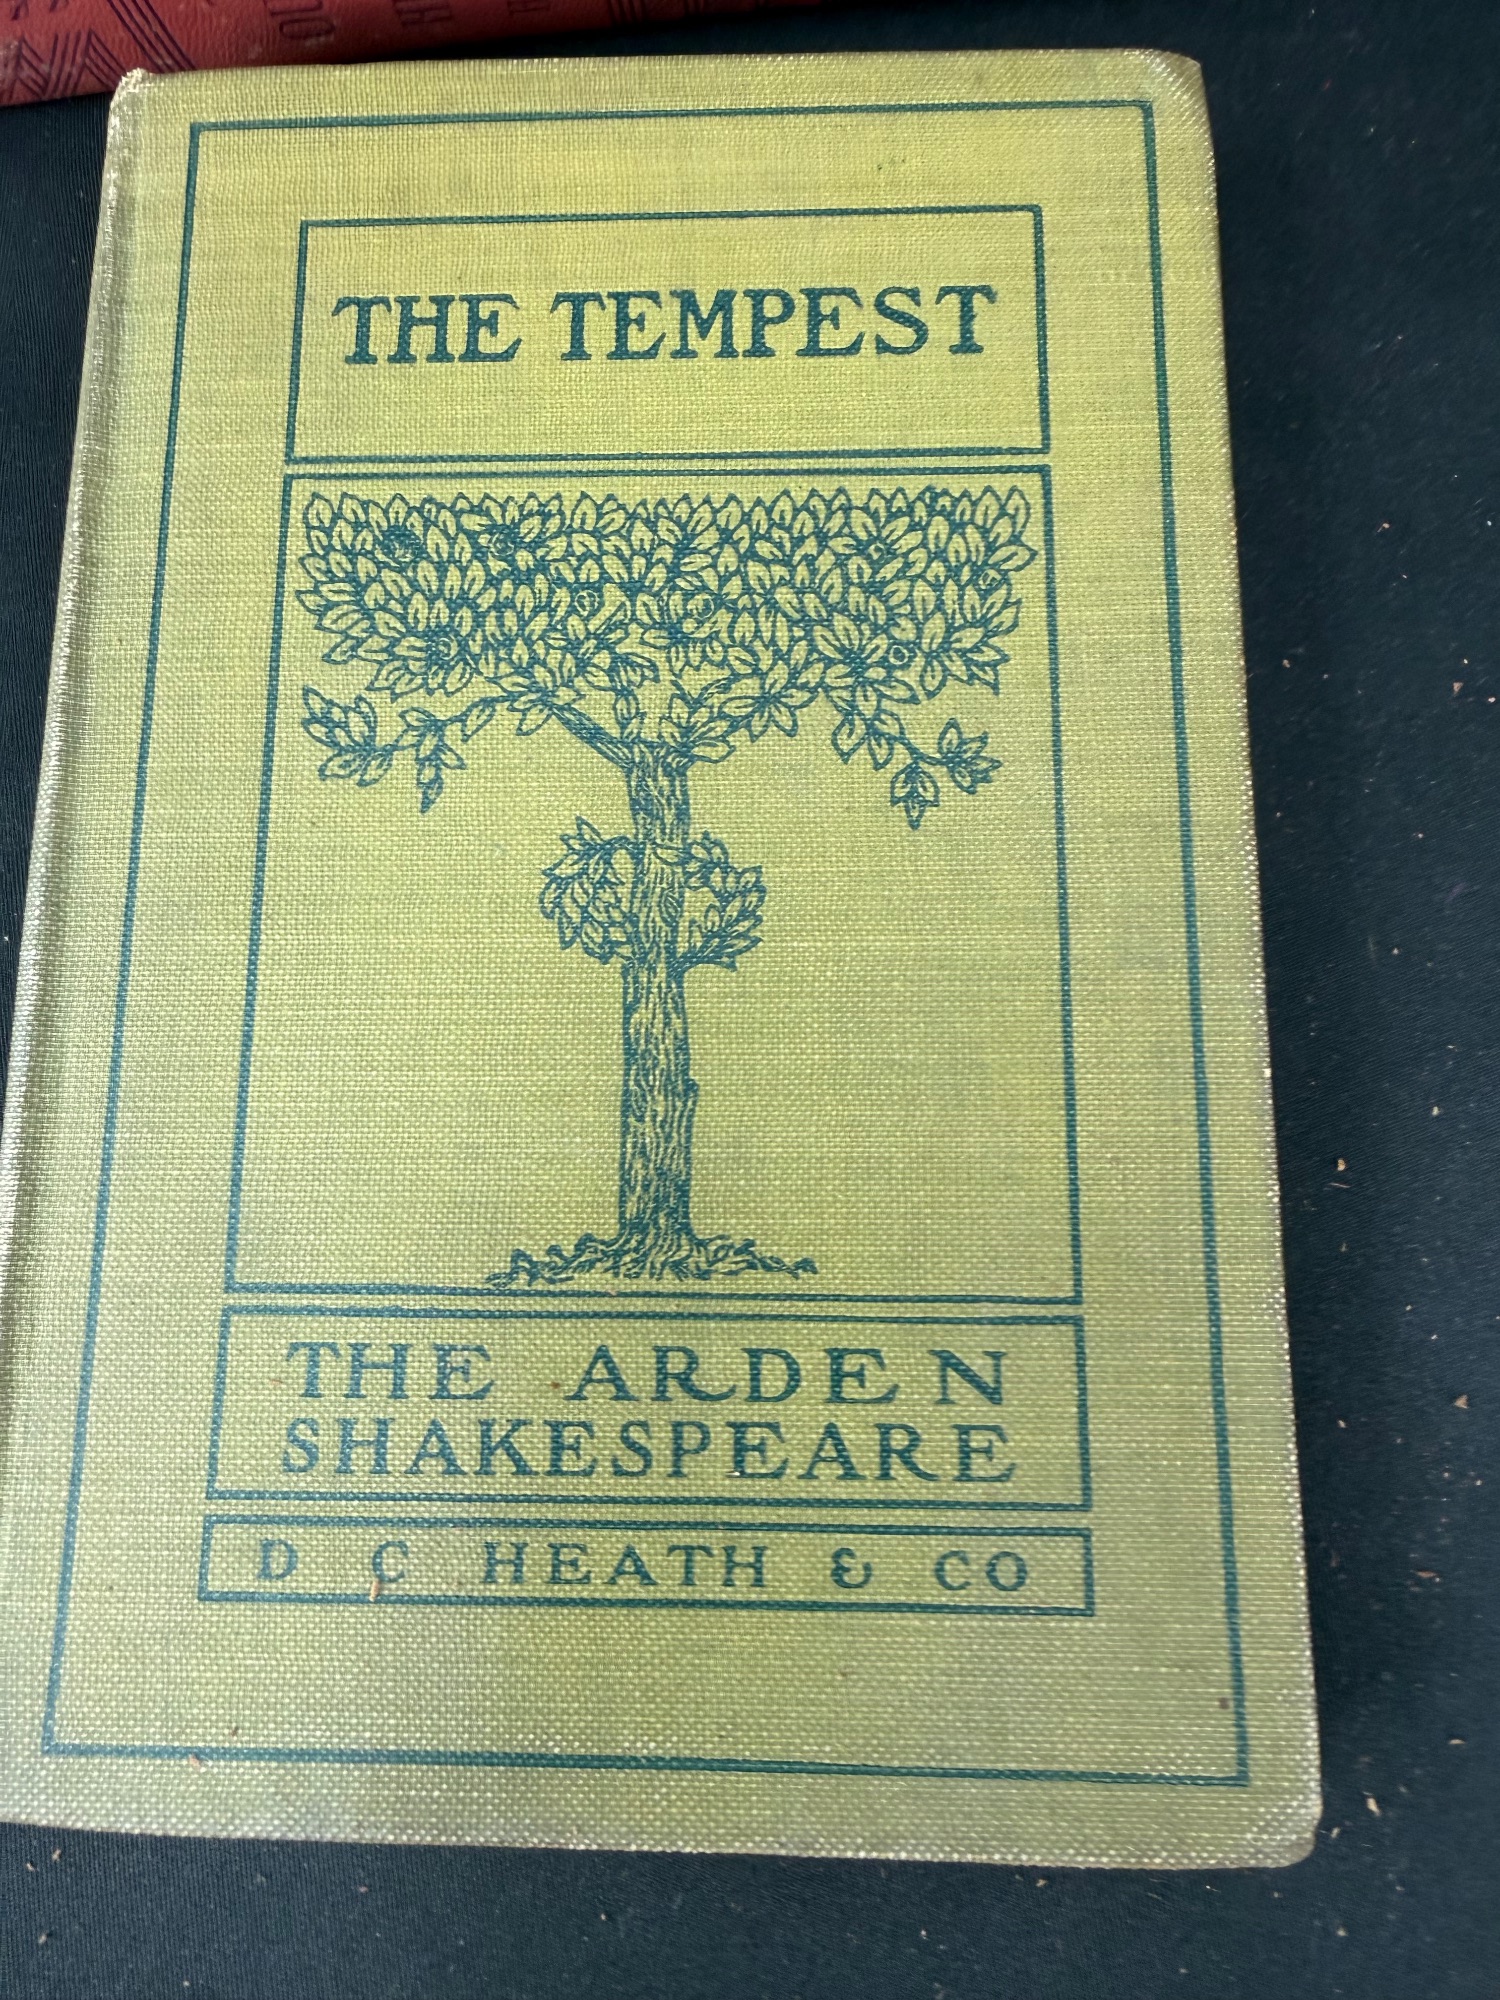 THE TEMPEST
THE ARDEN
SHAKESPEARE
D C HEATH & CO